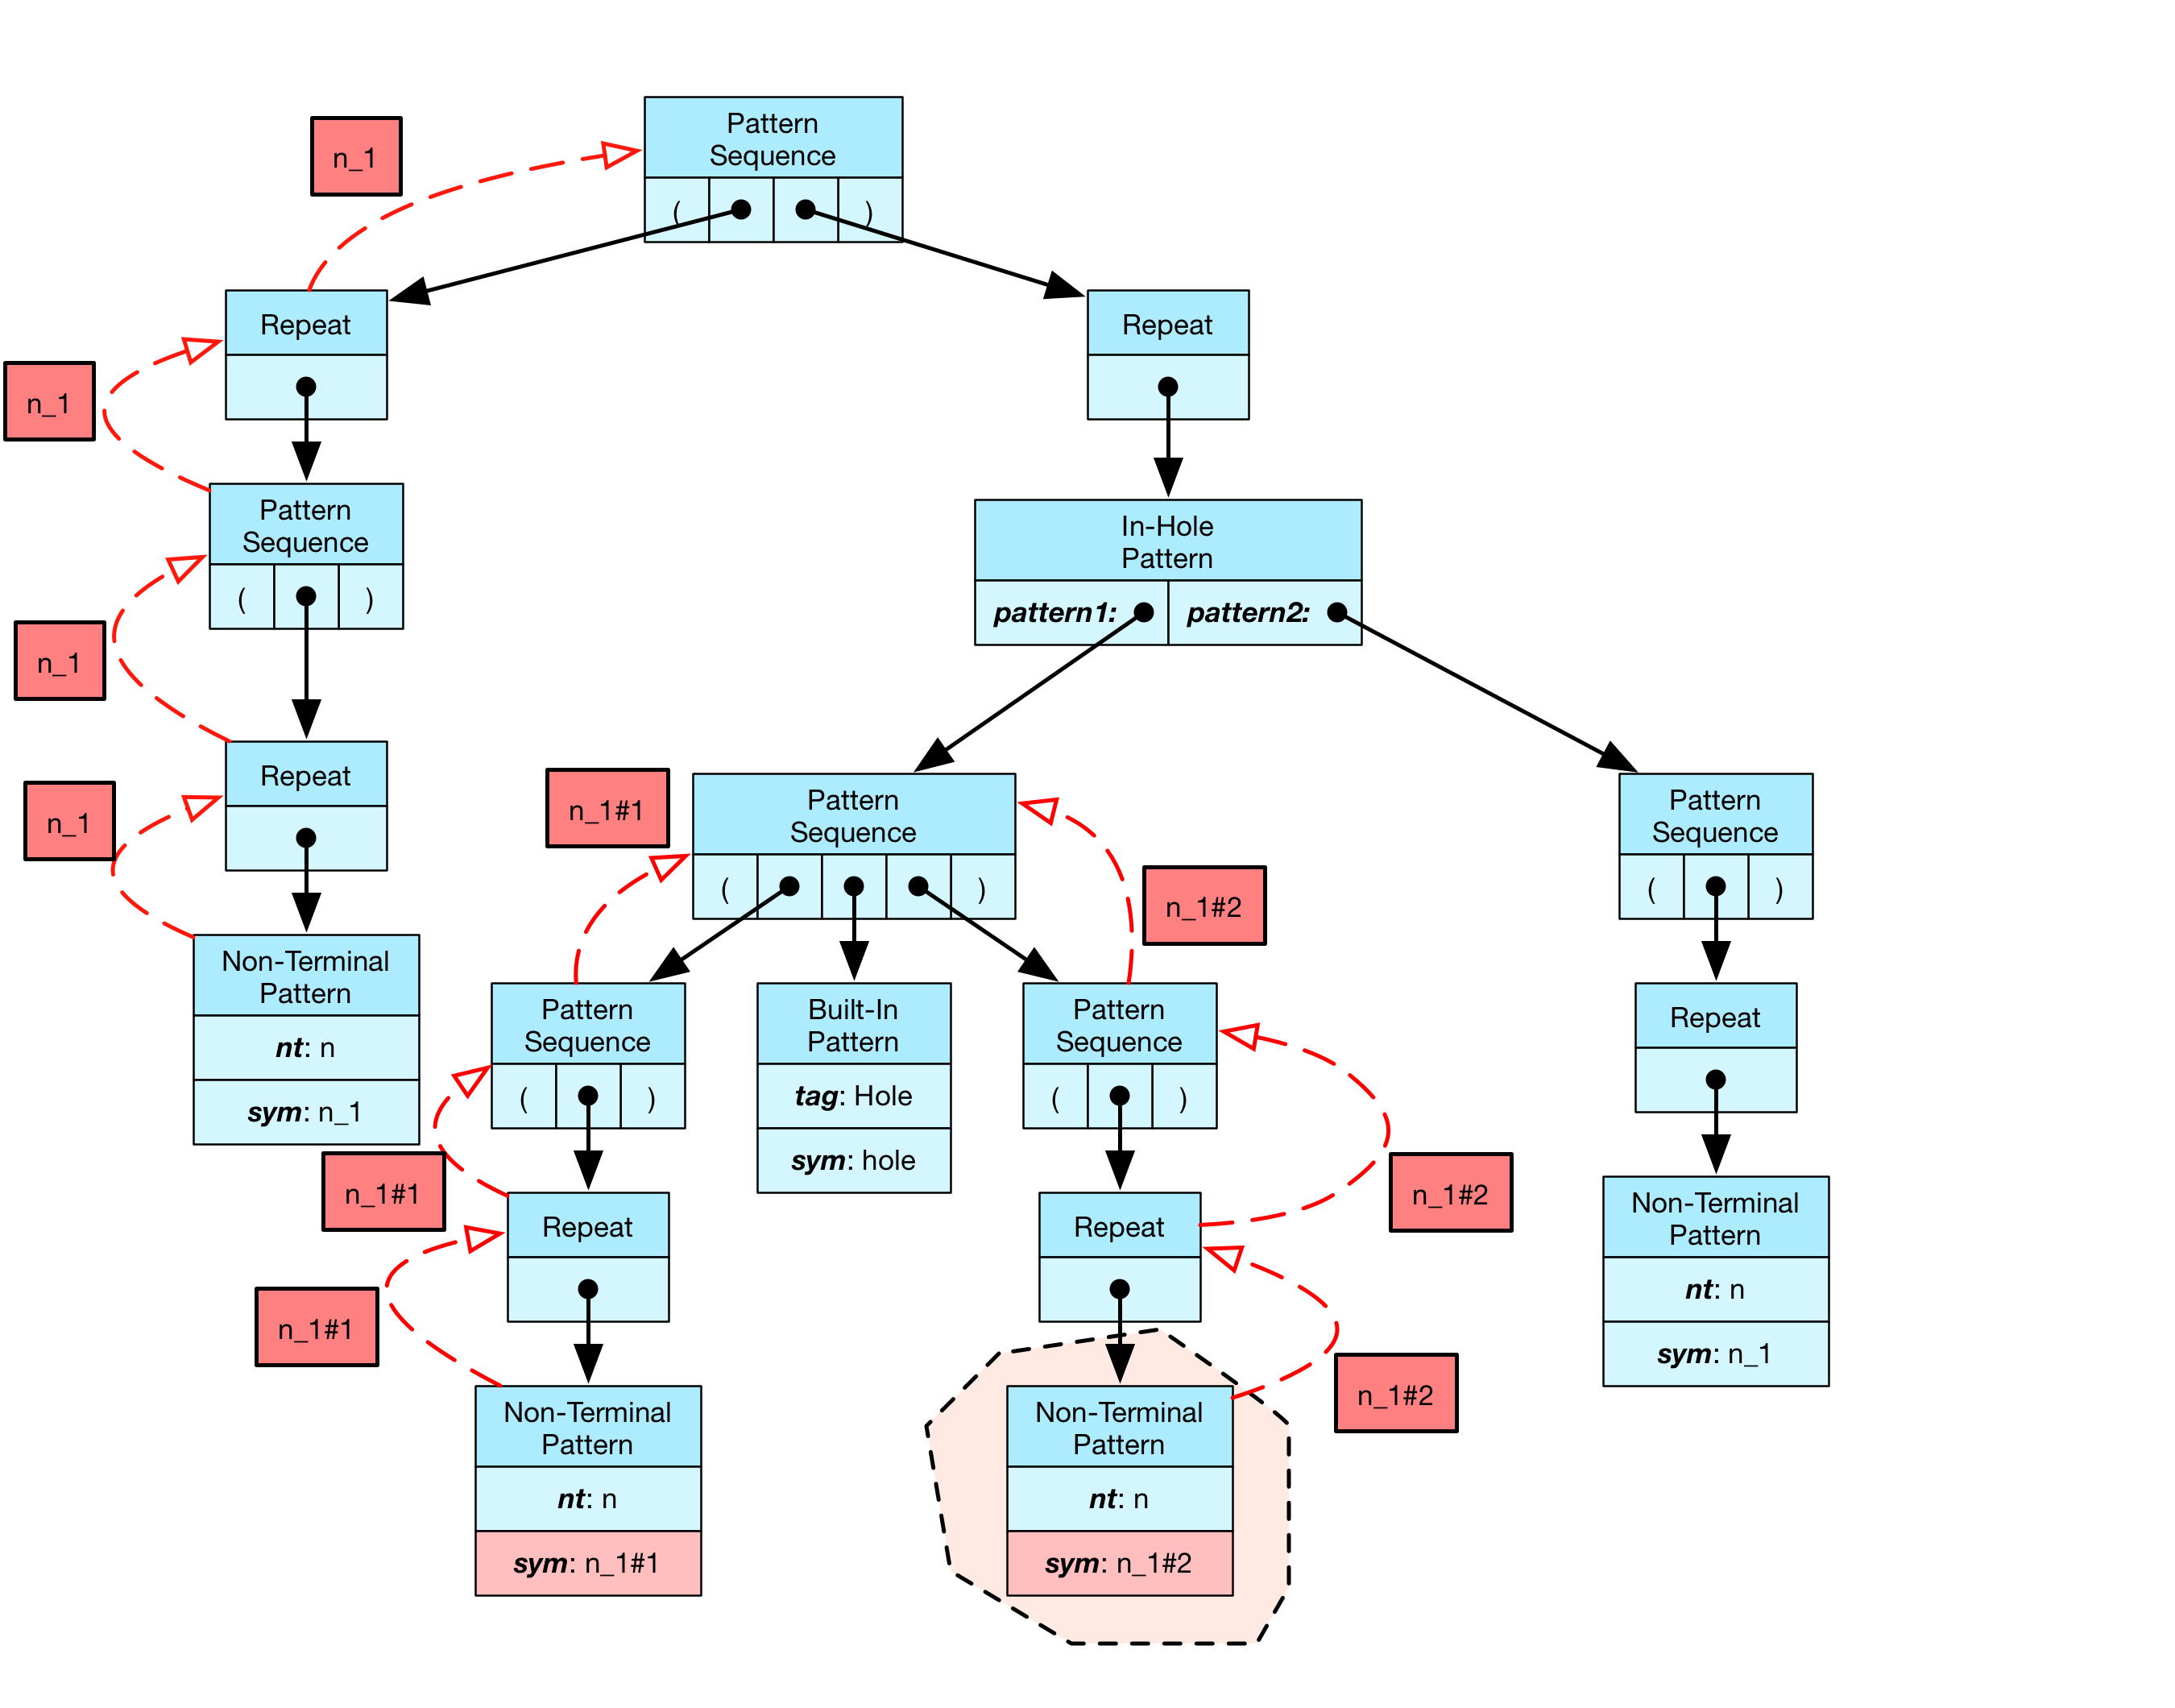 Pattern
Sequence
( )
n_1
Repeat
Repeat
n_1
Pattern
Sequence
( )
In-Hole
Pattern
pattern1: pattern2:
n_1
Repeat
n_1
Pattern
Sequence
( )
n_1#1
n_1#2
Pattern
Sequence
( )
Non-Terminal
Pattern
nt: n
sym: n_1
Pattern
Sequence
( )
Built-In
Pattern
tag: Hole
sym: hole
Pattern
Sequence
( )
Repeat
n_1#1
Repeat
Repeat
n_1#2
Non-Terminal
Pattern
nt: n
sym: n_1
n_1#1
n_1#2
Non-Terminal
Pattern
nt: n
sym: n_1#1
Non-Terminal
Pattern
nt: n
sym: n_1#2